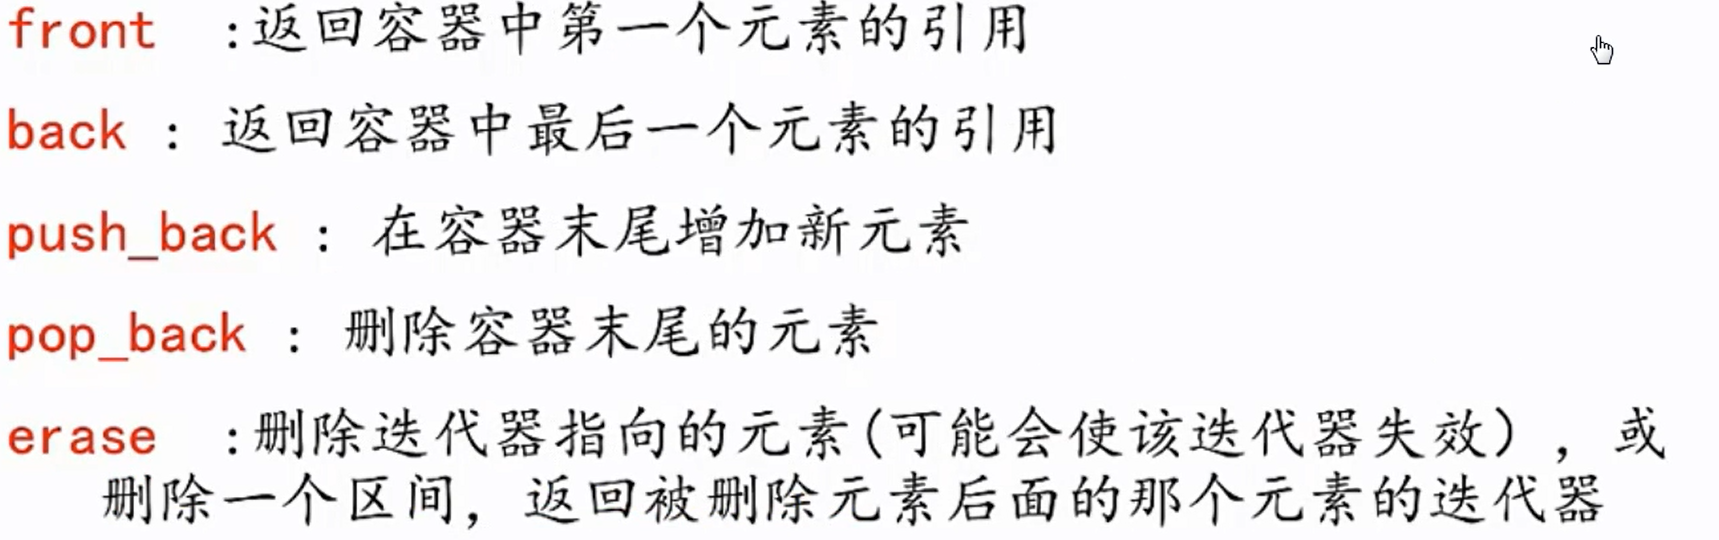 front :返回容器中第一个元素的引用
back : 返回容器中最后一个元素的引用
push_back : 在容器末尾增加新元素
pop_back : 删除容器末尾的元素
erase :删除迭代器指向的元素(可能会使该迭代器失效），或
删除一个区间，返回被删除元素后面的那个元素的迭代器